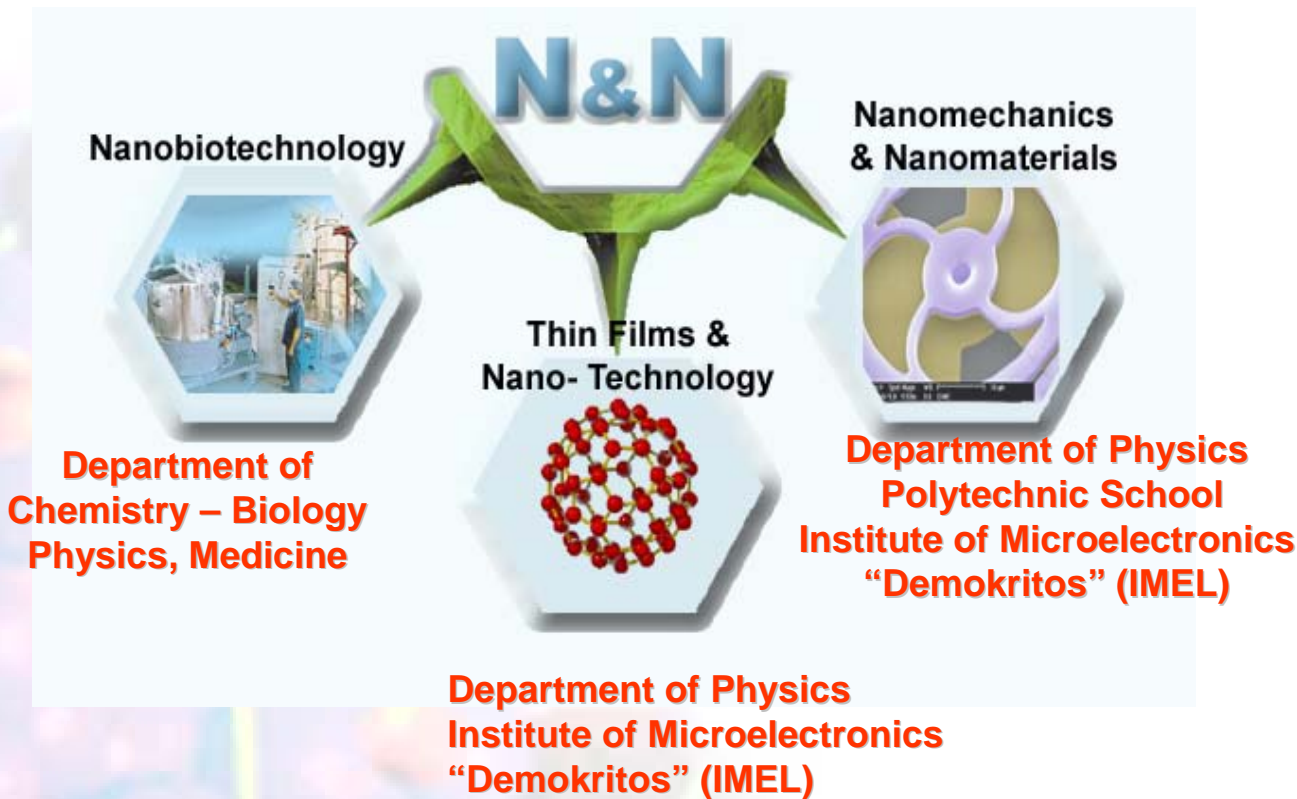 N&N
Nanobiotechnology
Nanomechanics
& Nanomaterials
Thin Films &
Nano- Technology
Department of
Chemistry – Biology
Physics, Medicine
Department of Physics
Polytechnic School
Institute of Microelectronics
“Demokritos” (IMEL)
Department of Physics
Institute of Microelectronics
“Demokritos” (IMEL)